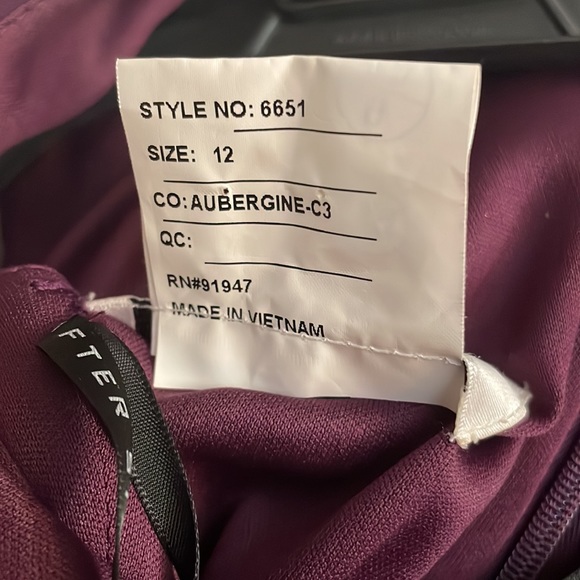 STYLE NO: 6651
SIZE: 12
CO: AUBERGINE-C3
QC:
RN#91947
MADE IN VIETNAM
FTER